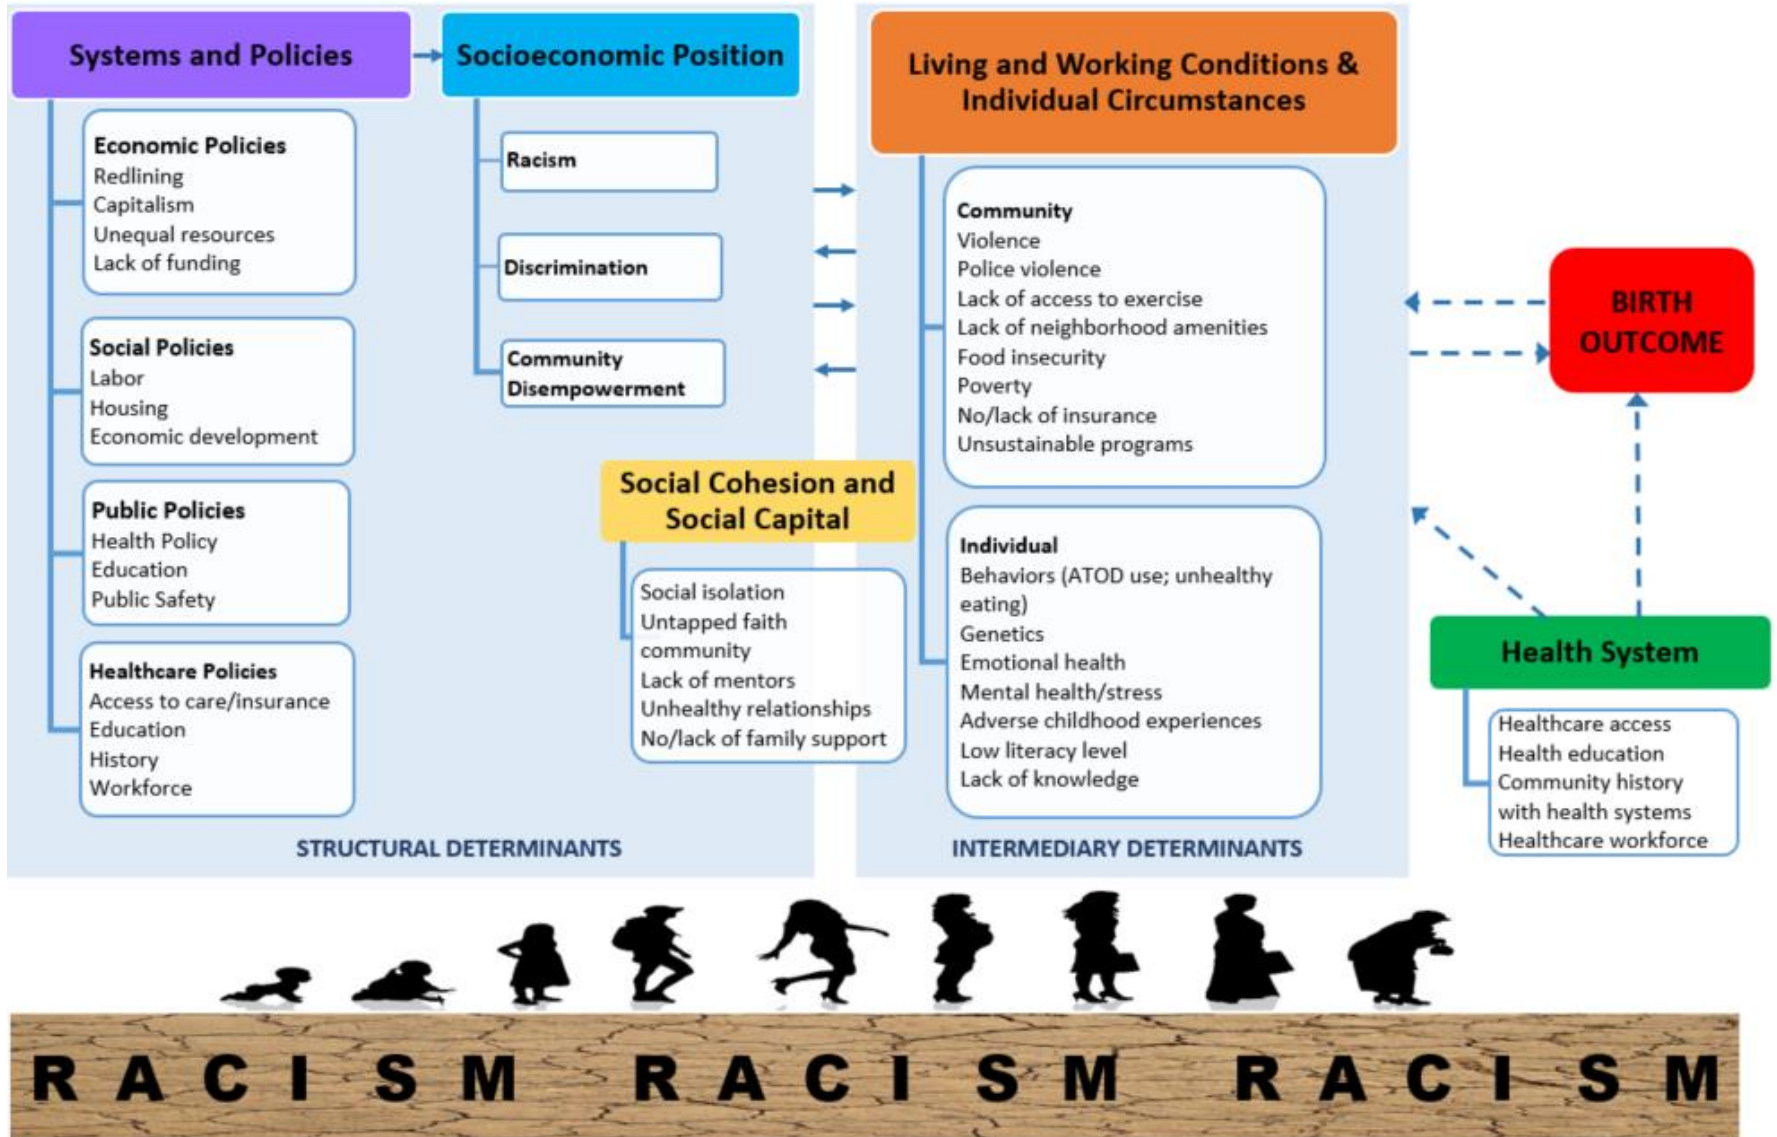 Systems and Policies
Economic Policies
Redlining
Capitalism
Unequal resources
Lack of funding
Social Policies
Labor
Housing
Economic development
Public Policies
Health Policy
Education
Public Safety
Healthcare Policies
Access to care/insurance
Education
History
Workforce
Socioeconomic Position
Racism
Discrimination
Community
Disempowerment
Social Cohesion and
Social Capital
Social isolation
Untapped faith
community
Lack of mentors
Unhealthy relationships
No/lack of family support
STRUCTURAL DETERMINANTS
Living and Working Conditions &
Individual Circumstances
Community
Violence
Police violence
Lack of access to exercise
Lack of neighborhood amenities
Food insecurity
Poverty
No/lack of insurance
Unsustainable programs
Individual
Behaviors (ATOD use; unhealthy
eating)
Genetics
Emotional health
Mental health/stress
Adverse childhood experiences
Low literacy level
Lack of knowledge
INTERMEDIARY DETERMINANTS
BIRTH
OUTCOME
Health System
Healthcare access
Health education
Community history
with health systems
Healthcare workforce
RACISM RACISM RACISM